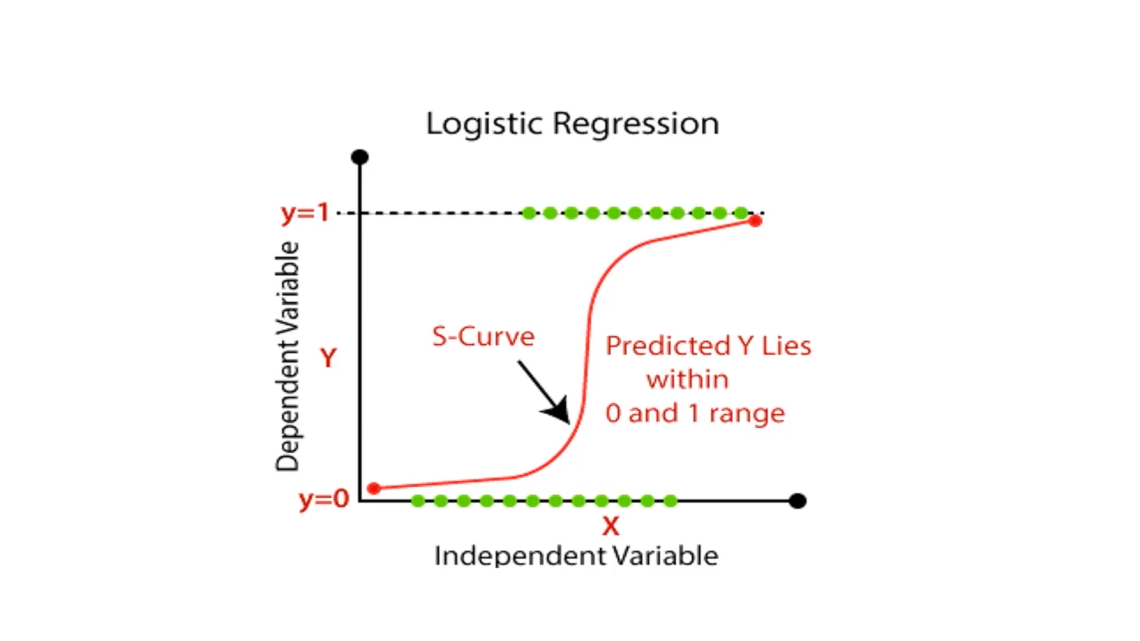 Logistic Regression
y=1
Dependent Variable
Y
S-Curve
Predicted Y Lies
within
0 and 1 range
y=0
X
Independent Variable